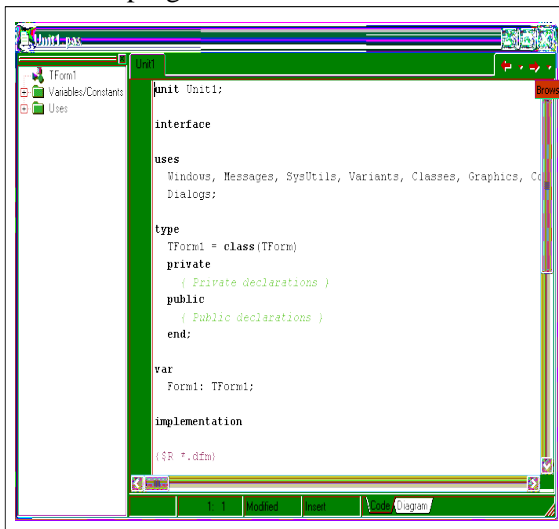 Unit1.pas
TForm1
Variables/Constants
Uses
Unit1
Brows
unit Unit1;
interface
uses
Windows, Messages, SysUtils, Variants, Classes, Graphics, Co
Dialogs;
type
TForm1 = class(TForm)
private
{ Private declarations }
public
{ Public declarations }
end;
var
Form1: TForm1;
implementation
{$R *.dfm}
1: 1 Modified Insert Code Diagram